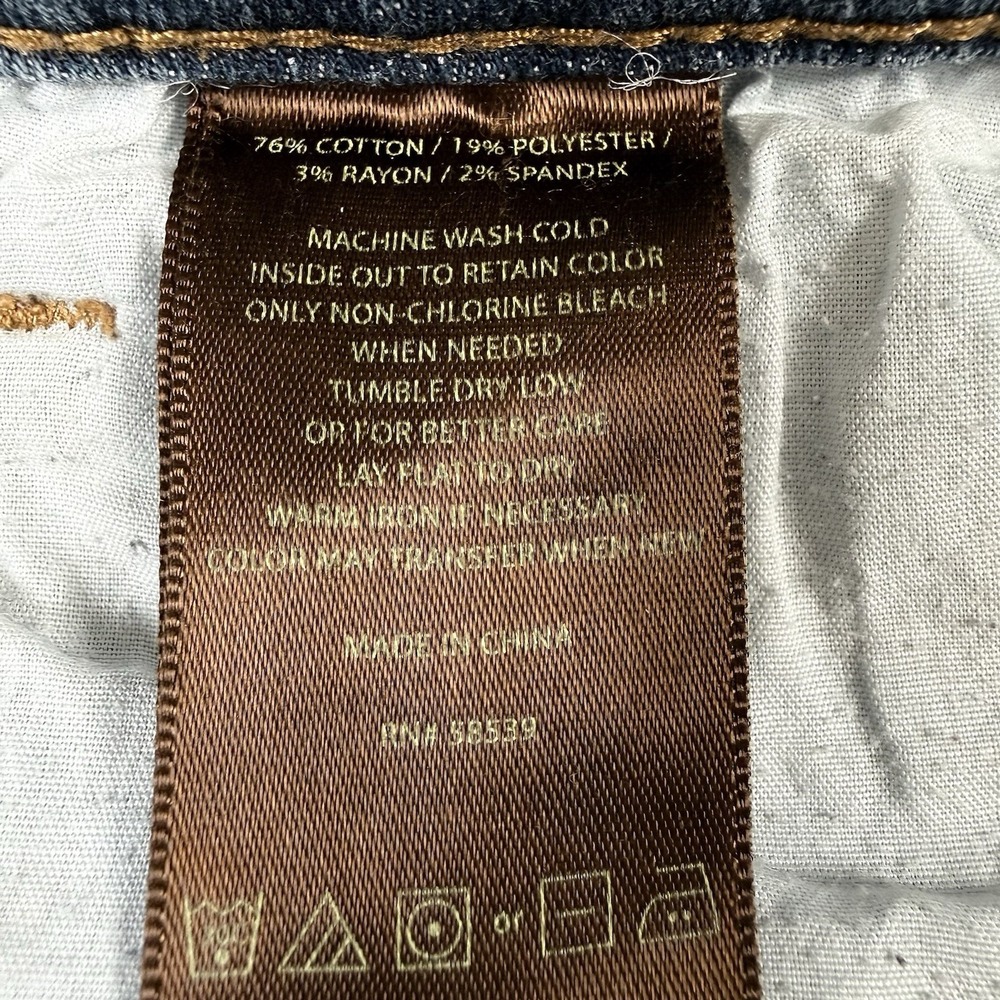 76% COTTON / 19% POLYESTER /
3% RAYON / 2% SPANDEX
MACHINE WASH COLD
INSIDE OUT TO RETAIN COLOR
ONLY NON-CHLORINE BLEACH
WHEN NEEDED
TUMBLE DRY LOW
OR FOR BETTER CARE
LAY FLAT TO DRY
WARM IRON IF NECESSARY
COLOR MAY TRANSFER WHEN NEW
MADE IN CHINA
RN# 58539
or